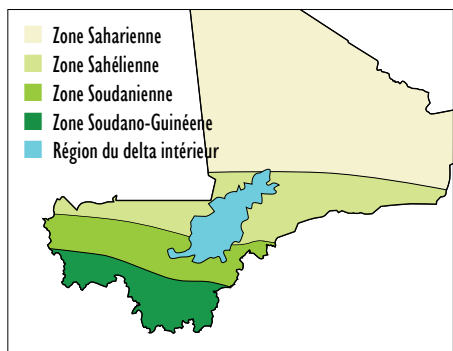 Zone Saharienne
Zone Sahélienne
Zone Soudanienne
Zone Soudano-Guinéene
Région du delta intérieur